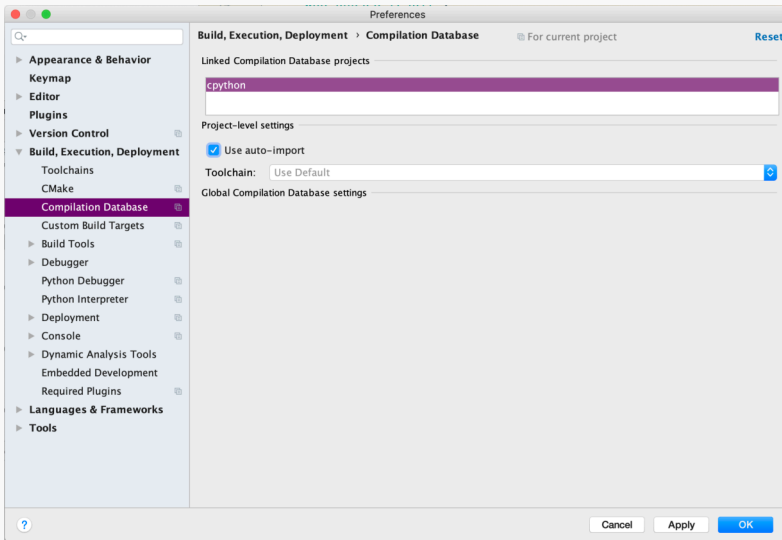 Preferences
Build, Execution, Deployment › Compilation Database For current project Reset
Linked Compilation Database projects
cpython
Project-level settings
Use auto-import
Toolchain: Use Default
Global Compilation Database settings
Appearance & Behavior
Keymap
Editor
Plugins
Version Control
Build, Execution, Deployment
Toolchains
CMake
Compilation Database
Custom Build Targets
Build Tools
Debugger
Python Debugger
Python Interpreter
Deployment
Console
Dynamic Analysis Tools
Embedded Development
Required Plugins
Languages & Frameworks
Tools
?
Cancel Apply OK